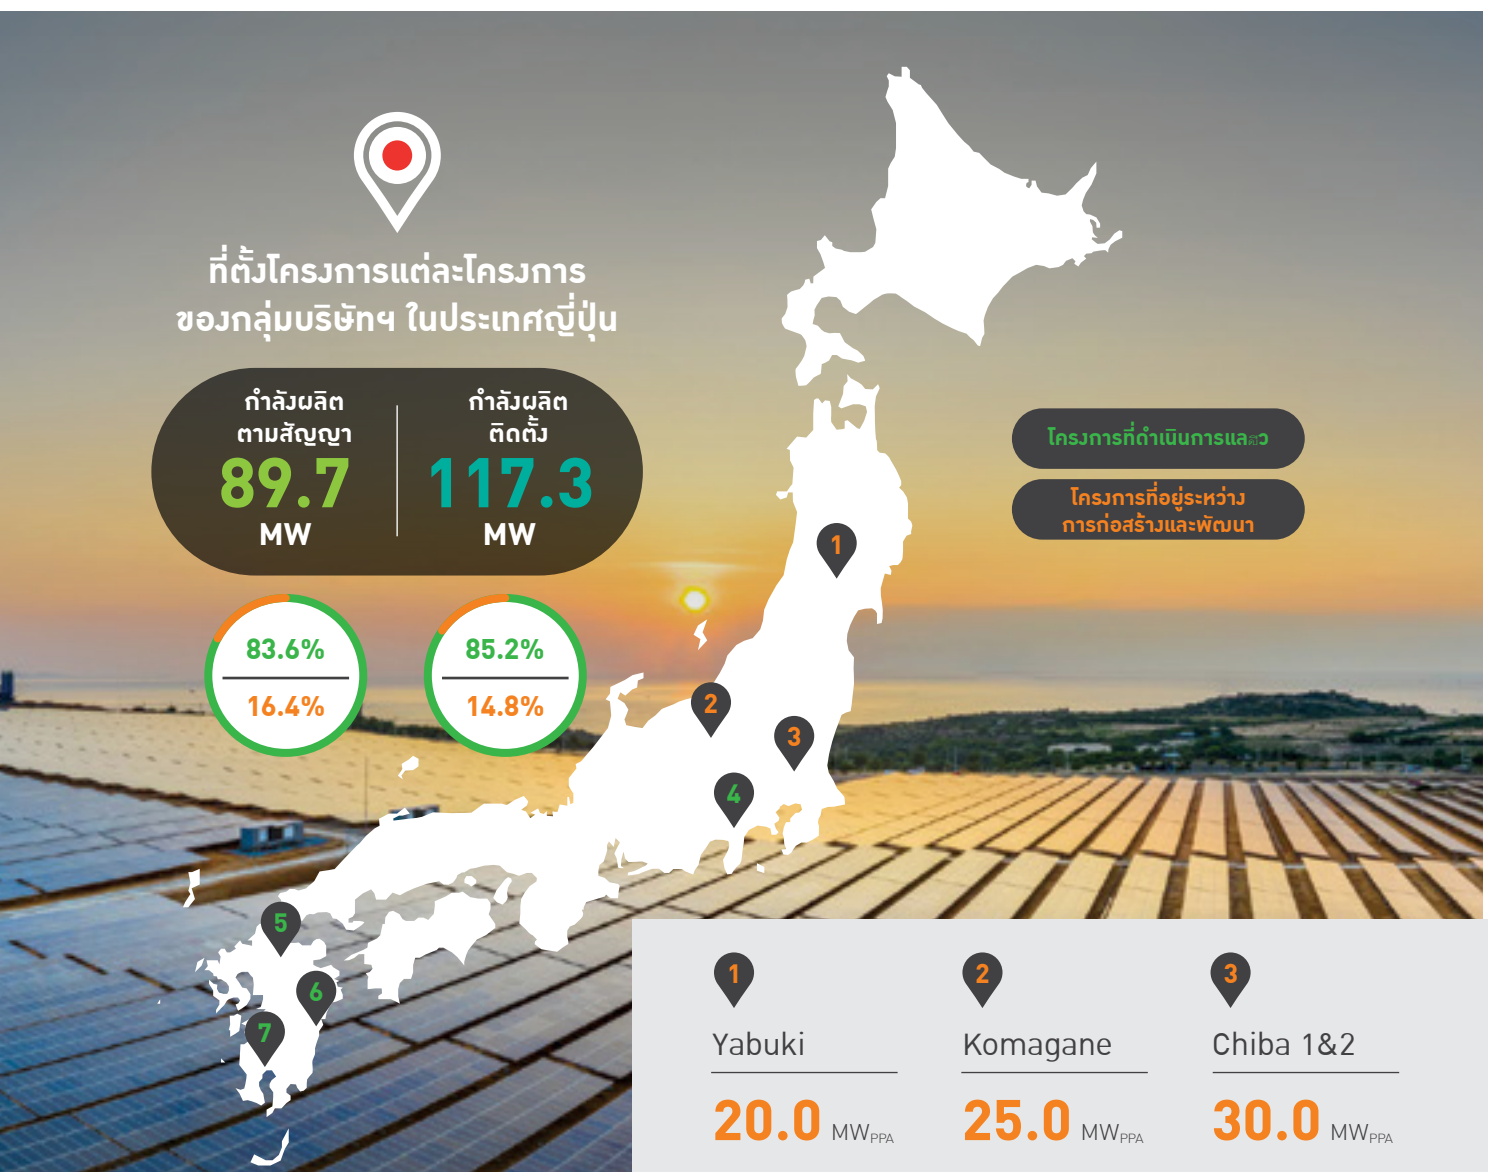 ที่ตั้งโครงการแต่ละโครงการ
ของกลุ่มบริษัทฯ ในประเทศญี่ปุ่น
กำลังผลิต
ตามสัญญา
89.7
MW
กำลังผลิต
ติดตั้ง
117.3
MW
83.6%
16.4%
85.2%
14.8%
โครงการที่ดำเนินการแล้ว
โครงการที่อยู่ระหว่าง
การก่อสร้างและพัฒนา
1
2
3
4
5
6
7
1
Yabuki
20.0 MWPPA
2
Komagane
25.0 MWPPA
3
Chiba 1&2
30.0 MWPPA